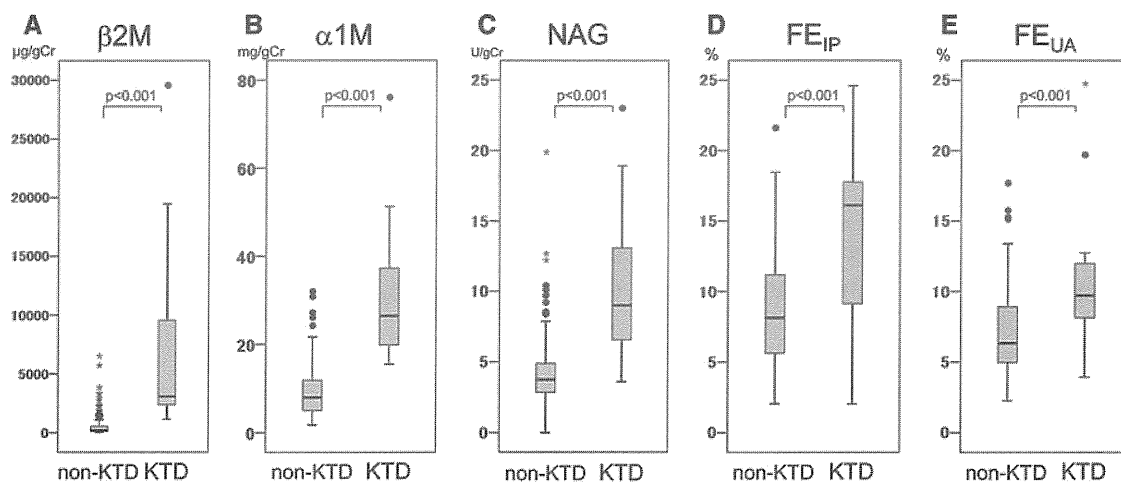 A β2M
μg/gCr
30000
25000
20000
15000
10000
5000
0
p<0.001
non-KTD KTD
B α1M
mg/gCr
80
60
40
20
0
p<0.001
non-KTD KTD
C NAG
U/gCr
25
20
15
10
5
0
p<0.001
non-KTD KTD
D FEIP
%
25
20
15
10
5
0
p<0.001
non-KTD KTD
E FEUA
%
25
20
15
10
5
0
p<0.001
non-KTD KTD